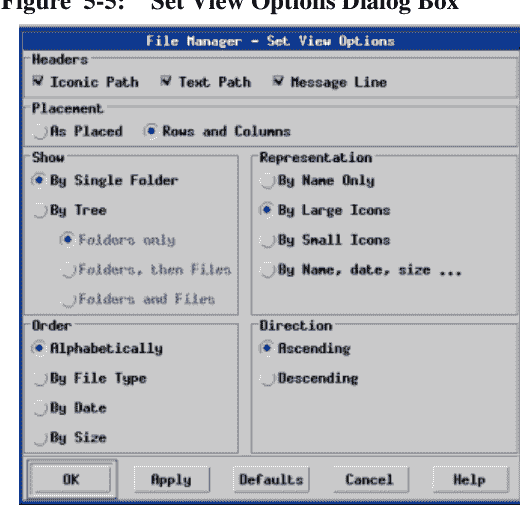 Figure 5-5: Set View Options Dialog Box
File Manager - Set View Options
Headers
Iconic Path Text Path Message Line
Placement
As Placed Rows and Columns
Show
By Single Folder
By Tree
Folders only
Folders, then Files
Folders and Files
Representation
By Name Only
By Large Icons
By Small Icons
By Name, date, size ...
Order
Alphabetically
By File Type
By Date
By Size
Direction
Ascending
Descending
OK Apply Defaults Cancel Help